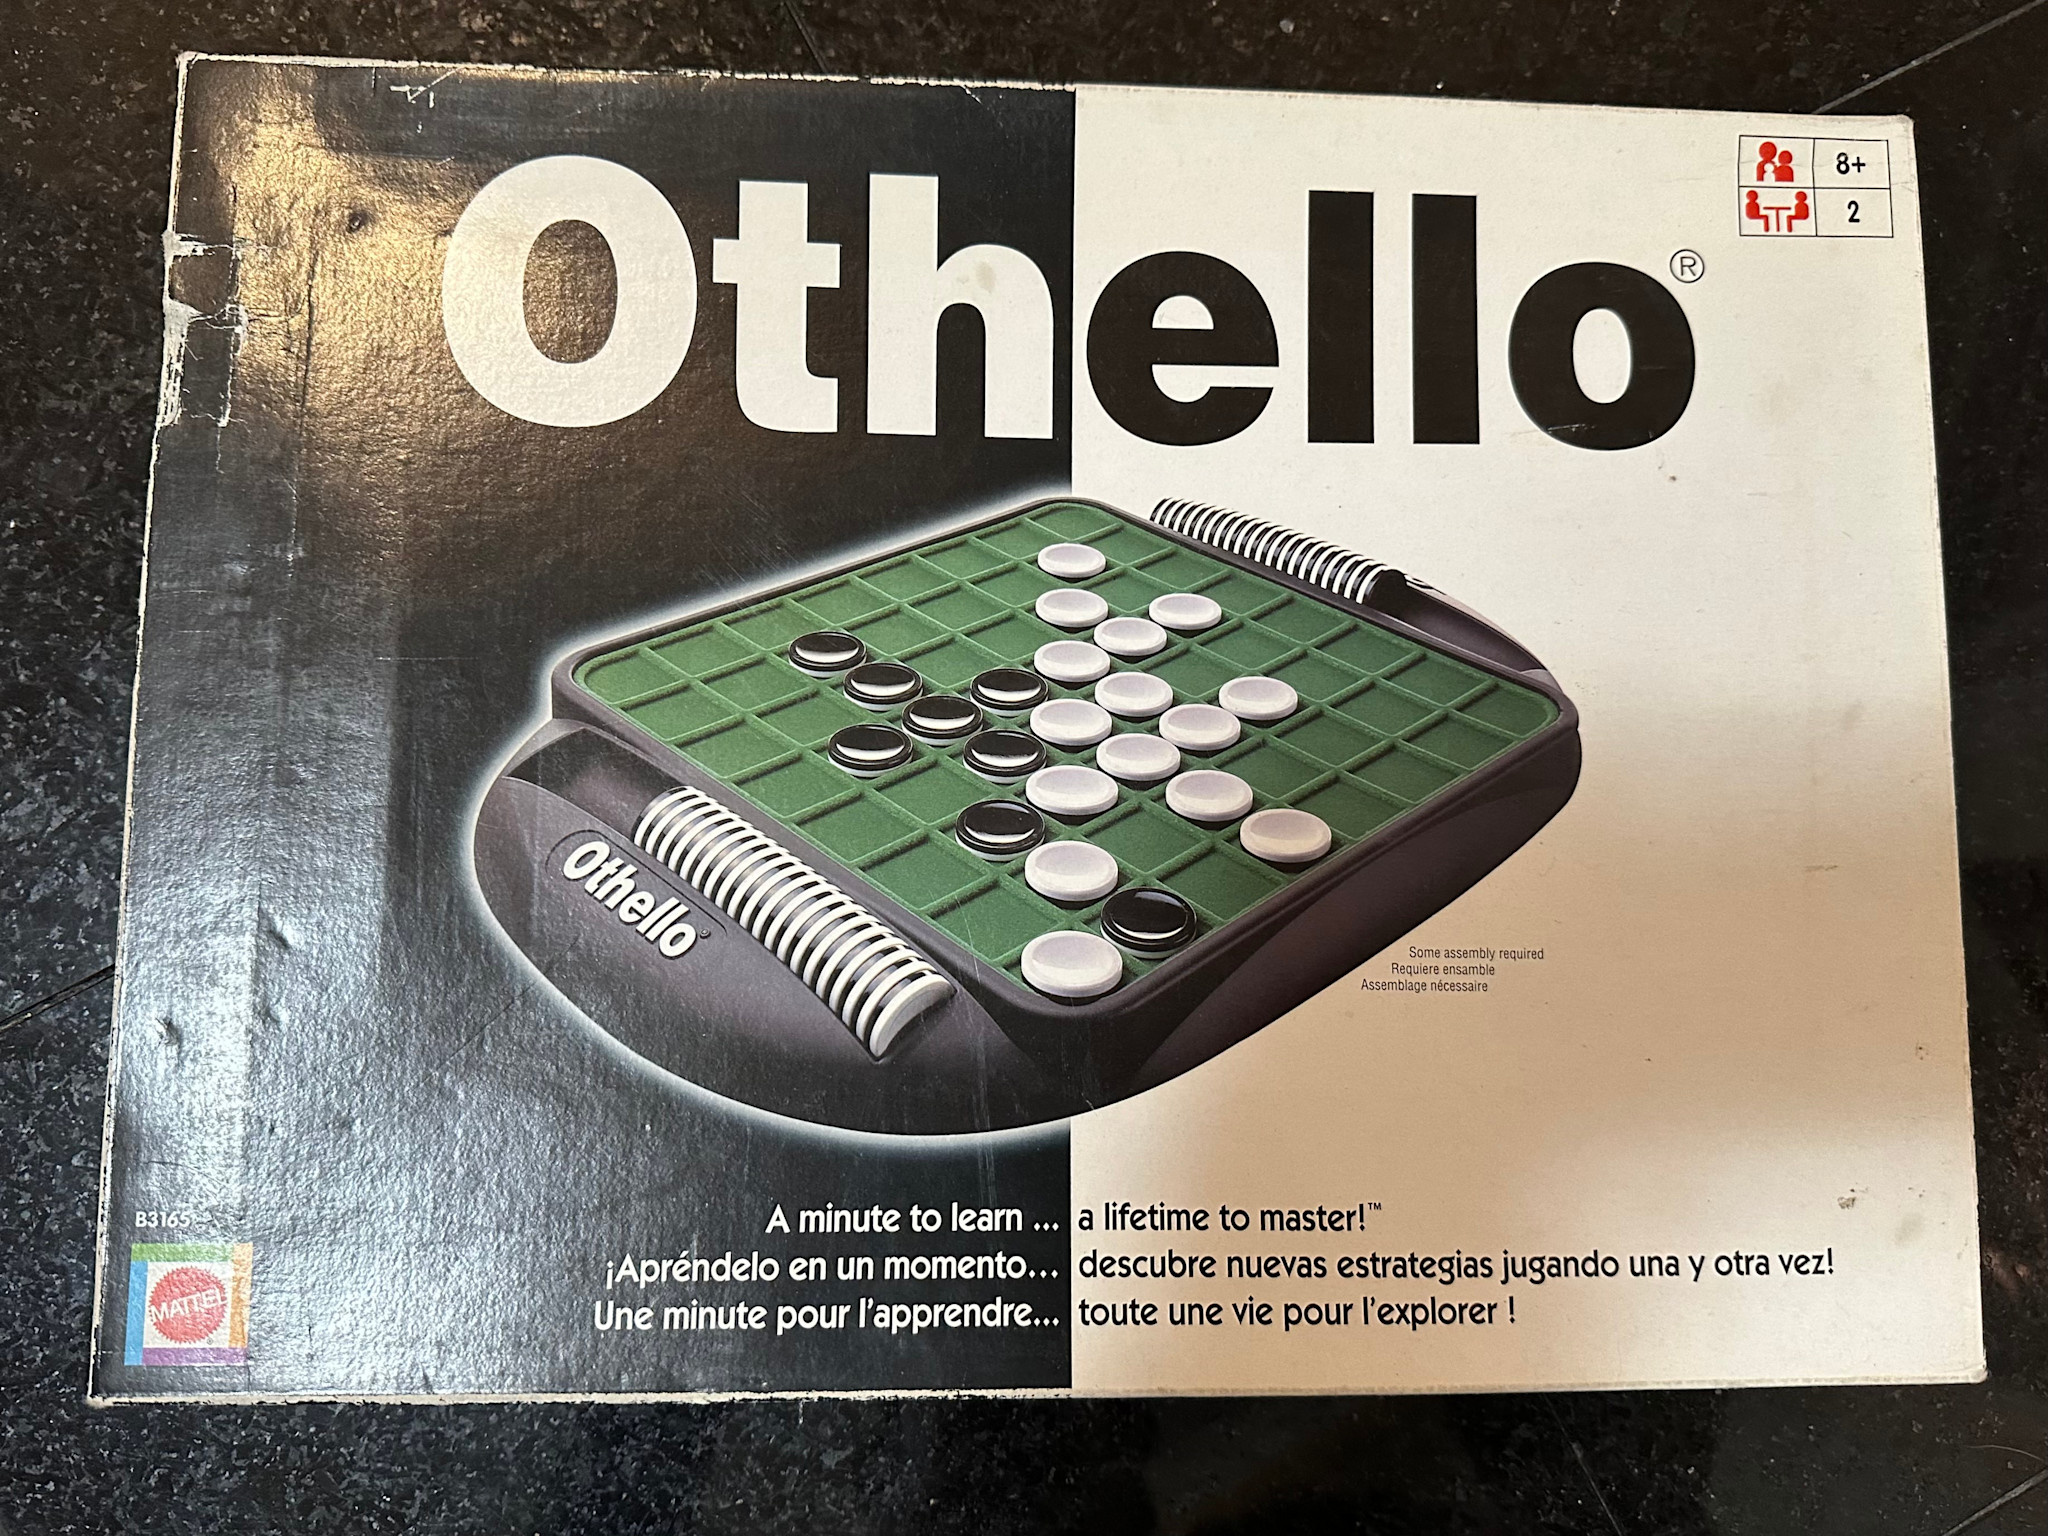 Othello®
8+
2
Othello®
Some assembly required
Requiere ensamble
Assemblage nécessaire
B3165
MATTEL
A minute to learn ... a lifetime to master!™
¡Apréndelo en un momento... descubre nuevas estrategias jugando una y otra vez!
Une minute pour l'apprendre... toute une vie pour l'explorer !